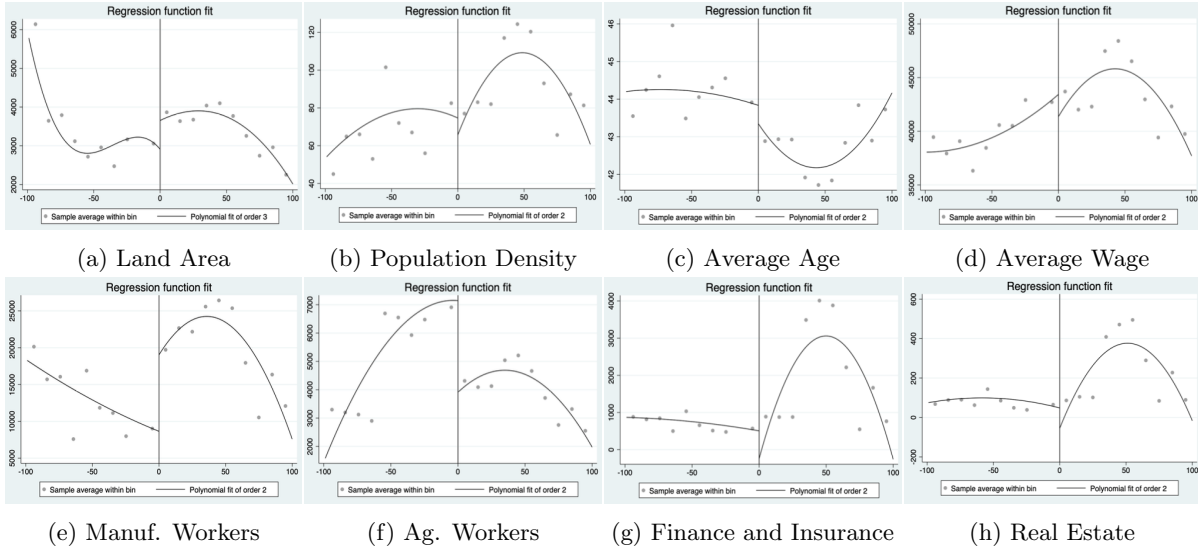 Regression function fit
6000
5000
4000
3000
2000
-100 -50 0 50 100
Sample average within bin Polynomial fit of order 3
(a) Land Area
Regression function fit
120
100
80
60
40
-100 -50 0 50 100
Sample average within bin Polynomial fit of order 2
(b) Population Density
Regression function fit
46
45
44
43
42
-100 -50 0 50 100
Sample average within bin Polynomial fit of order 2
(c) Average Age
Regression function fit
50000
45000
40000
35000
-100 -50 0 50 100
Sample average within bin Polynomial fit of order 2
(d) Average Wage
Regression function fit
25000
20000
15000
10000
5000
-100 -50 0 50 100
Sample average within bin Polynomial fit of order 2
(e) Manuf. Workers
Regression function fit
7000
6000
5000
4000
3000
2000
-100 -50 0 50 100
Sample average within bin Polynomial fit of order 2
(f) Ag. Workers
Regression function fit
4000
3000
2000
1000
0
-100 -50 0 50 100
Sample average within bin Polynomial fit of order 2
(g) Finance and Insurance
Regression function fit
600
400
200
0
-200
-100 -50 0 50 100
Sample average within bin Polynomial fit of order 2
(h) Real Estate